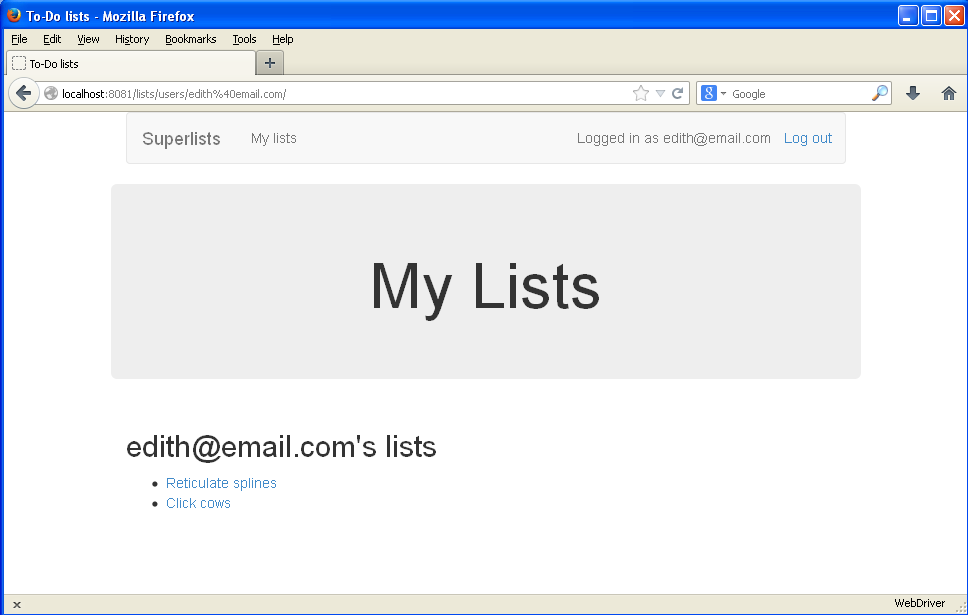 To-Do lists - Mozilla Firefox
File Edit View History Bookmarks Tools Help
To-Do lists
localhost:8081/lists/users/edith%40email.com/ 8 Google
Superlists My lists Logged in as edith@email.com Log out
My Lists
edith@email.com's lists
Reticulate splines
Click cows
x WebDriver